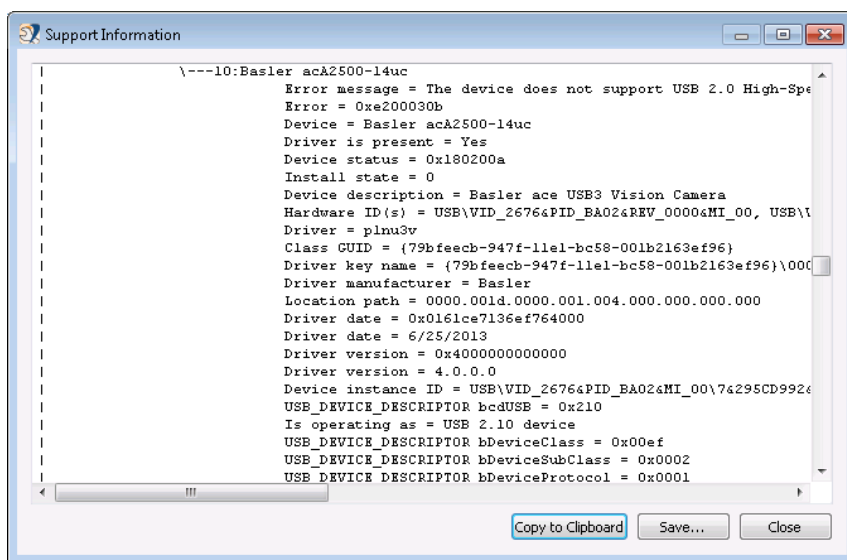 Support Information
| \---10:Basler acA2500-14uc
| Error message = The device does not support USB 2.0 High-Spe
| Error = 0xe200030b
| Device = Basler acA2500-14uc
| Driver is present = Yes
| Device status = 0x180200a
| Install state = 0
| Device description = Basler ace USB3 Vision Camera
| Hardware ID(s) = USB\VID_2676&PID_BA02&REV_0000&MI_00, USB\V
| Driver = plnu3v
| Class GUID = {79bfeecb-947f-11e1-bc58-001b2163ef96}
| Driver key name = {79bfeecb-947f-11e1-bc58-001b2163ef96}\000
| Driver manufacturer = Basler
| Location path = 0000.001d.0000.001.004.000.000.000.000
| Driver date = 0x0161ce7136ef764000
| Driver date = 6/25/2013
| Driver version = 0x4000000000000
| Driver version = 4.0.0.0
| Device instance ID = USB\VID_2676&PID_BA02&MI_00\7&295CD992&
| USB_DEVICE_DESCRIPTOR bcdUSB = 0x210
| Is operating as = USB 2.10 device
| USB_DEVICE_DESCRIPTOR bDeviceClass = 0x00ef
| USB_DEVICE_DESCRIPTOR bDeviceSubClass = 0x0002
| USB_DEVICE_DESCRIPTOR bDeviceProtocol = 0x0001
Copy to Clipboard Save... Close